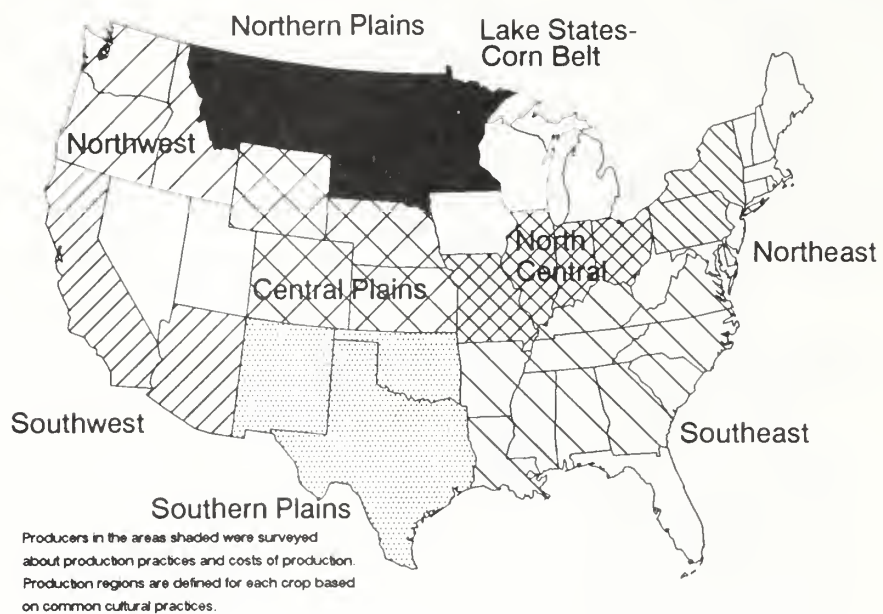 Northern Plains
Lake States-
Corn Belt
Northwest
North
Central
Northeast
Central Plains
Southwest
Southeast
Southern Plains
Producers in the areas shaded were surveyed
about production practices and costs of production.
Production regions are defined for each crop based
on common cultural practices.